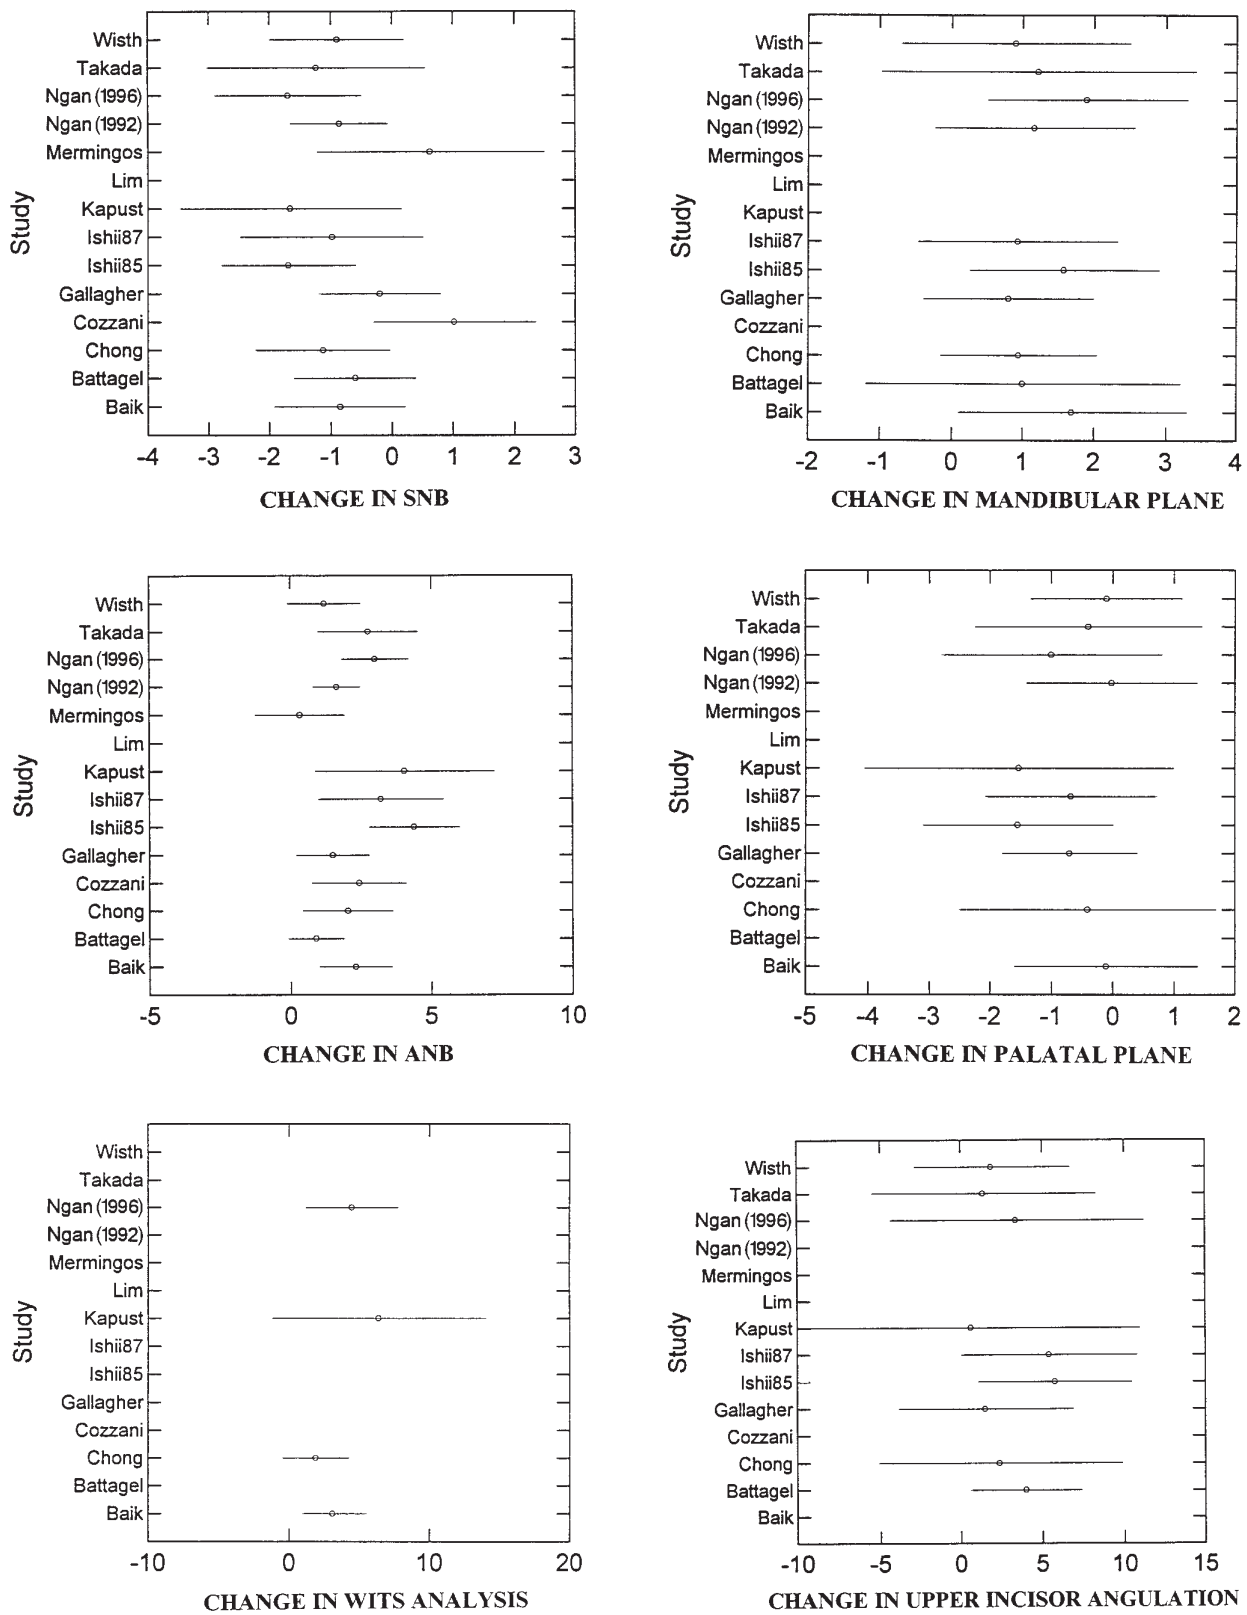 Wisth
Takada
Ngan (1996)
Ngan (1992)
Mermingos
Lim
Kapust
Ishii87
Ishii85
Gallagher
Cozzani
Chong
Battagel
Baik
Study
-4 -3 -2 -1 0 1 2 3
CHANGE IN SNB
Wisth
Takada
Ngan (1996)
Ngan (1992)
Mermingos
Lim
Kapust
Ishii87
Ishii85
Gallagher
Cozzani
Chong
Battagel
Baik
Study
-2 -1 0 1 2 3 4
CHANGE IN MANDIBULAR PLANE
Wisth
Takada
Ngan (1996)
Ngan (1992)
Mermingos
Lim
Kapust
Ishii87
Ishii85
Gallagher
Cozzani
Chong
Battagel
Baik
Study
-5 0 5 10
CHANGE IN ANB
Wisth
Takada
Ngan (1996)
Ngan (1992)
Mermingos
Lim
Kapust
Ishii87
Ishii85
Gallagher
Cozzani
Chong
Battagel
Baik
Study
-5 -4 -3 -2 -1 0 1 2
CHANGE IN PALATAL PLANE
Wisth
Takada
Ngan (1996)
Ngan (1992)
Mermingos
Lim
Kapust
Ishii87
Ishii85
Gallagher
Cozzani
Chong
Battagel
Baik
Study
-10 0 10 20
CHANGE IN WITS ANALYSIS
Wisth
Takada
Ngan (1996)
Ngan (1992)
Mermingos
Lim
Kapust
Ishii87
Ishii85
Gallagher
Cozzani
Chong
Battagel
Baik
Study
-10 -5 0 5 10 15
CHANGE IN UPPER INCISOR ANGULATION